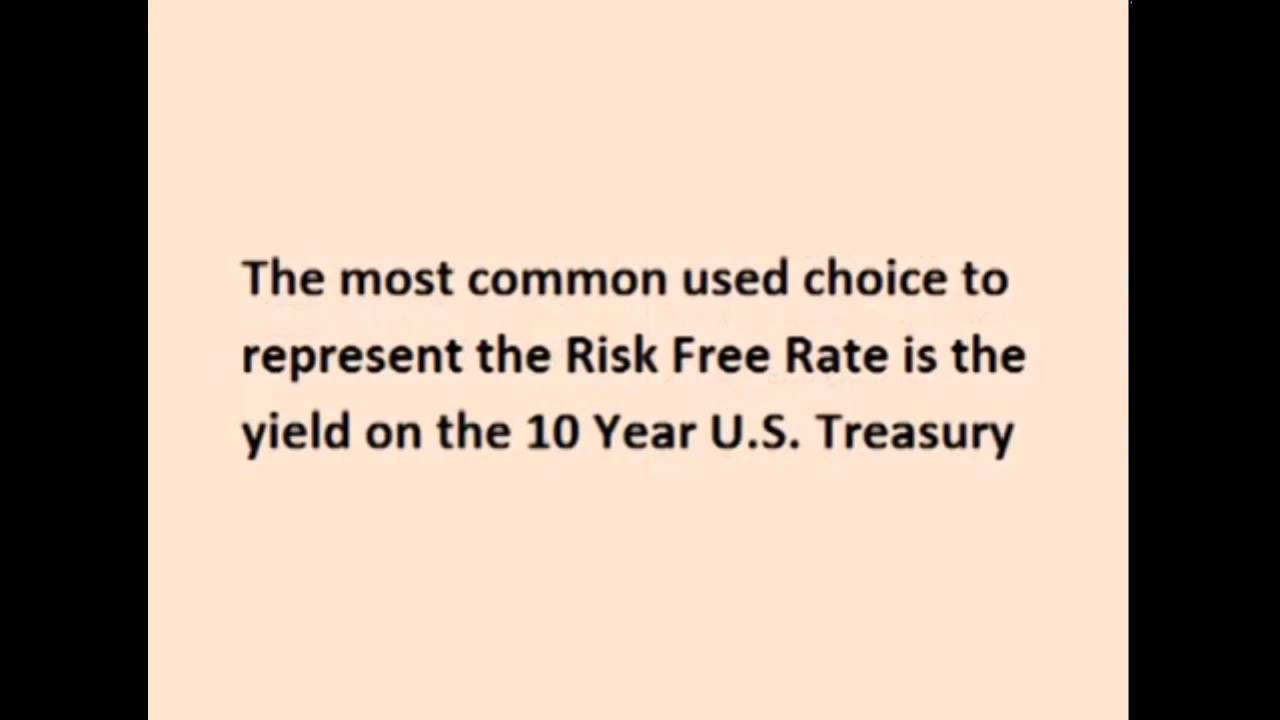 The most common used choice to
represent the Risk Free Rate is the
yield on the 10 Year U.S. Treasury